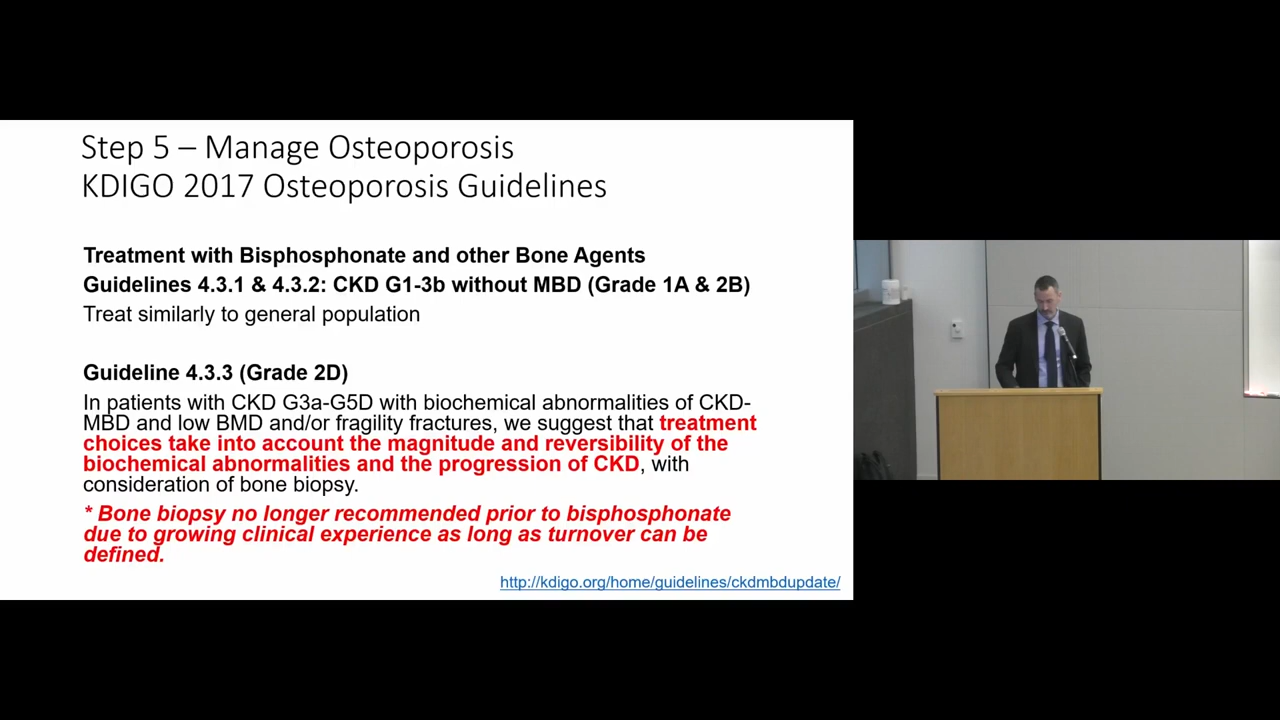 Step 5 – Manage Osteoporosis
KDIGO 2017 Osteoporosis Guidelines
Treatment with Bisphosphonate and other Bone Agents
Guidelines 4.3.1 & 4.3.2: CKD G1-3b without MBD (Grade 1A & 2B)
Treat similarly to general population
Guideline 4.3.3 (Grade 2D)
In patients with CKD G3a-G5D with biochemical abnormalities of CKD-
MBD and low BMD and/or fragility fractures, we suggest that treatment
choices take into account the magnitude and reversibility of the
biochemical abnormalities and the progression of CKD, with
consideration of bone biopsy.
* Bone biopsy no longer recommended prior to bisphosphonate
due to growing clinical experience as long as turnover can be
defined.
http://kdigo.org/home/guidelines/ckdmbdupdate/